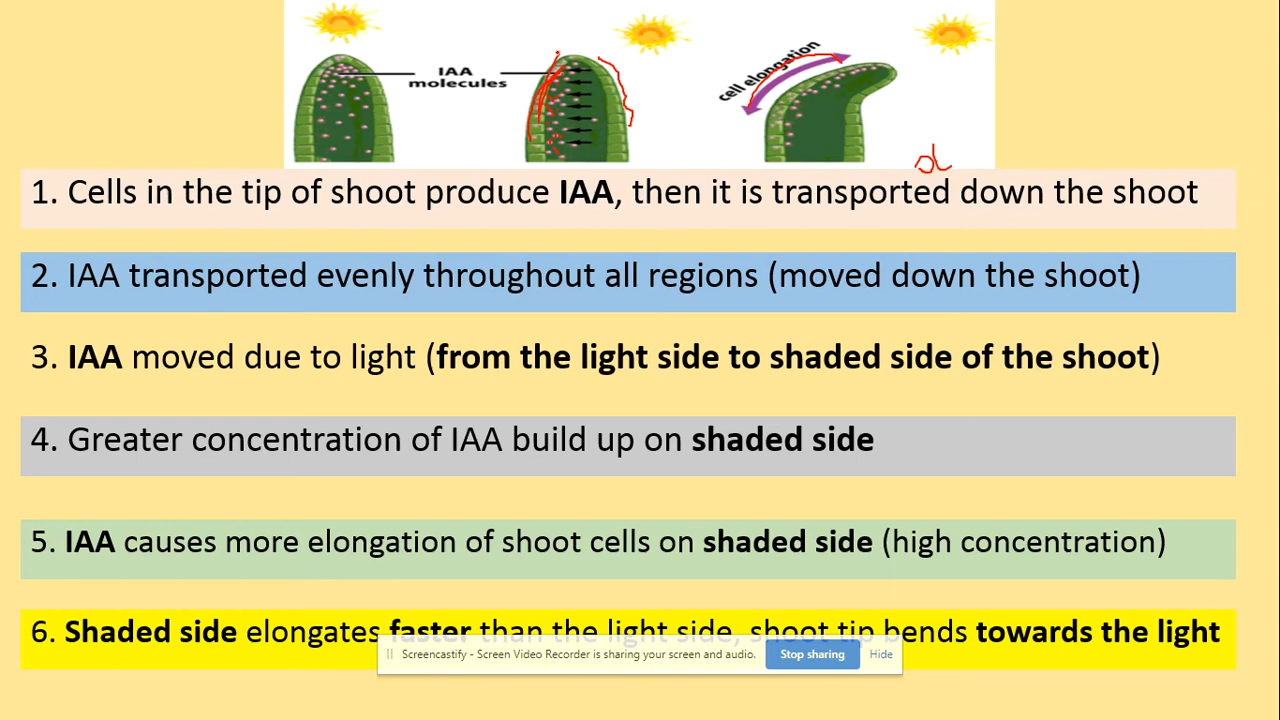 IAA
molecules
cell elongation
1. Cells in the tip of shoot produce IAA, then it is transported down the shoot
2. IAA transported evenly throughout all regions (moved down the shoot)
3. IAA moved due to light (from the light side to shaded side of the shoot)
4. Greater concentration of IAA build up on shaded side
5. IAA causes more elongation of shoot cells on shaded side (high concentration)
6. Shaded side elongates faster than the light side, shoot tip bends towards the light
Screencastify - Screen Video Recorder is sharing your screen and audio. Stop sharing Hide